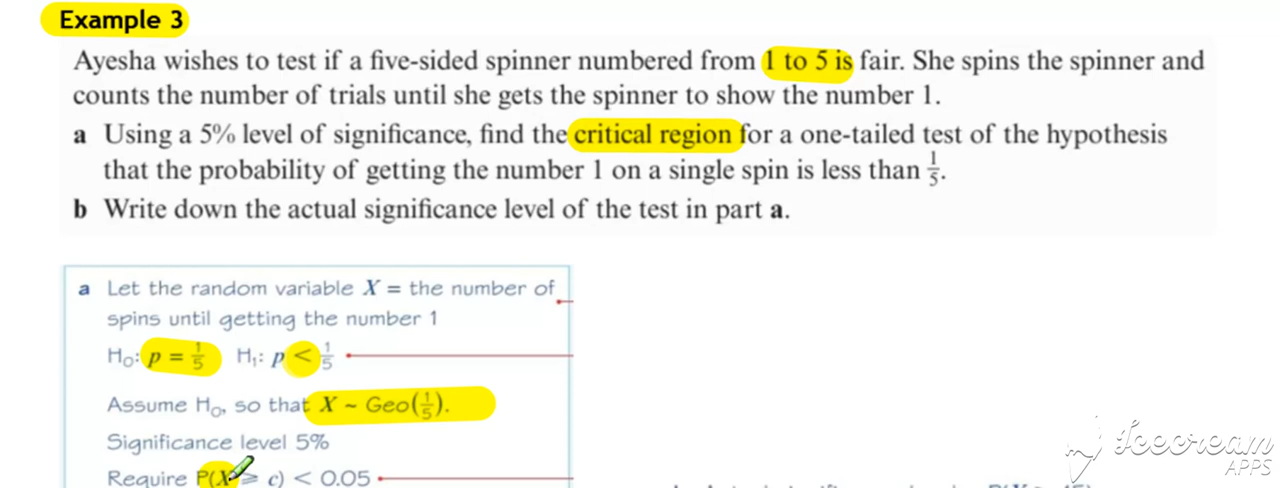 Example 3
Ayesha wishes to test if a five-sided spinner numbered from 1 to 5 is fair. She spins the spinner and
counts the number of trials until she gets the spinner to show the number 1.
a Using a 5% level of significance, find the critical region for a one-tailed test of the hypothesis
that the probability of getting the number 1 on a single spin is less than 1/5.
b Write down the actual significance level of the test in part a.
a Let the random variable X = the number of
spins until getting the number 1
H₀: p = 1/5 H₁: p < 1/5
Assume H₀, so that X ~ Geo(1/5).
Significance level 5%
Require P(X ≥ c) < 0.05
Icecream
APPS